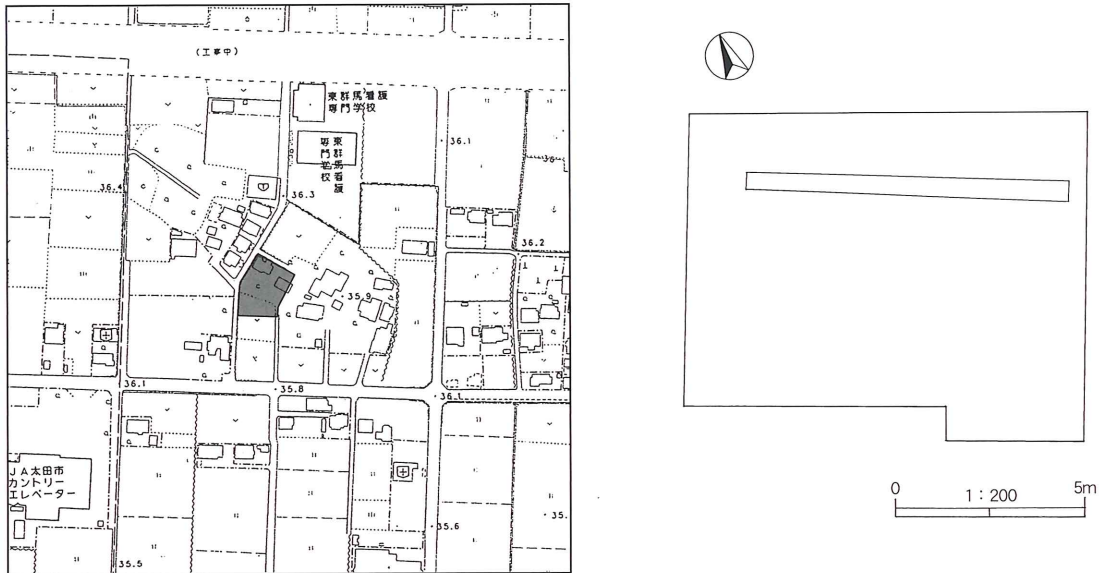 (工事中)
東群馬看護
専門学校
東群馬看護
専門学校
36.1
36.4
36.3
36.2
35.9
36.1
35.8
36.1
JA太田市
カントリー
エレベーター
35.6
35.
35.5
0 1:200 5m